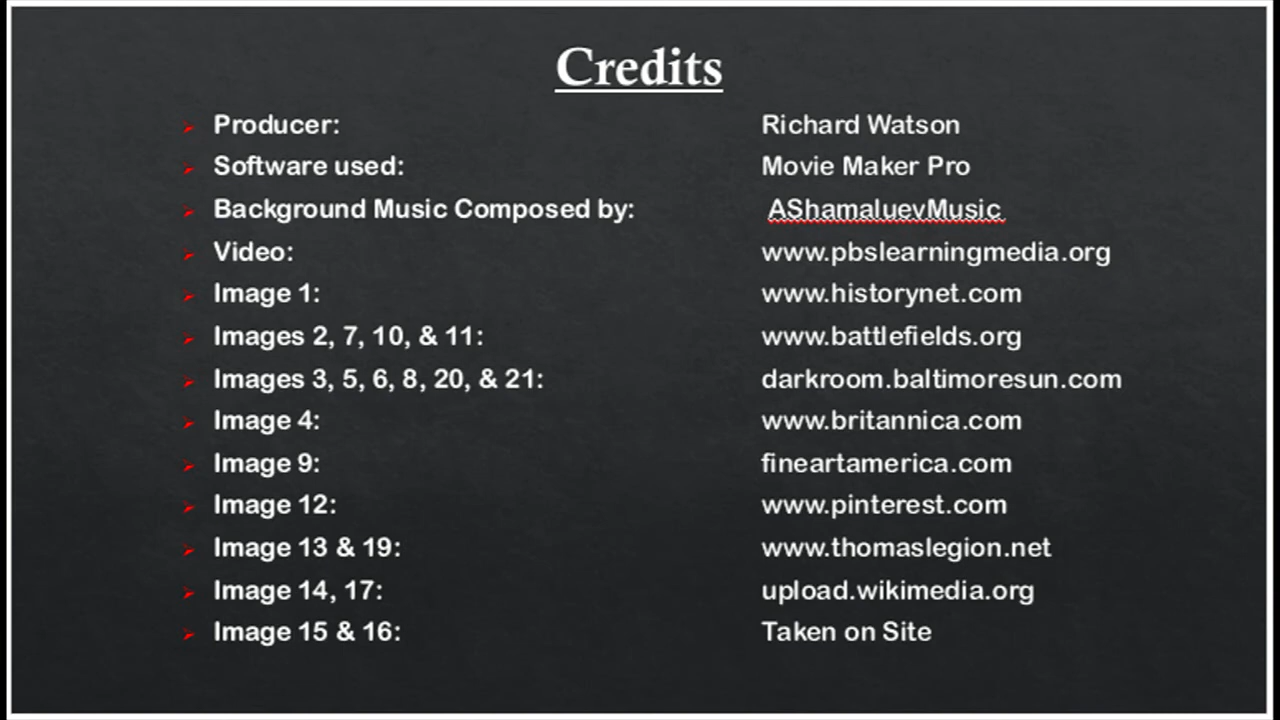 Credits
Producer: Richard Watson
Software used: Movie Maker Pro
Background Music Composed by: AShamaluevMusic
Video: www.pbslearningmedia.org
Image 1: www.historynet.com
Images 2, 7, 10, & 11: www.battlefields.org
Images 3, 5, 6, 8, 20, & 21: darkroom.baltimoresun.com
Image 4: www.britannica.com
Image 9: fineartamerica.com
Image 12: www.pinterest.com
Image 13 & 19: www.thomaslegion.net
Image 14, 17: upload.wikimedia.org
Image 15 & 16: Taken on Site